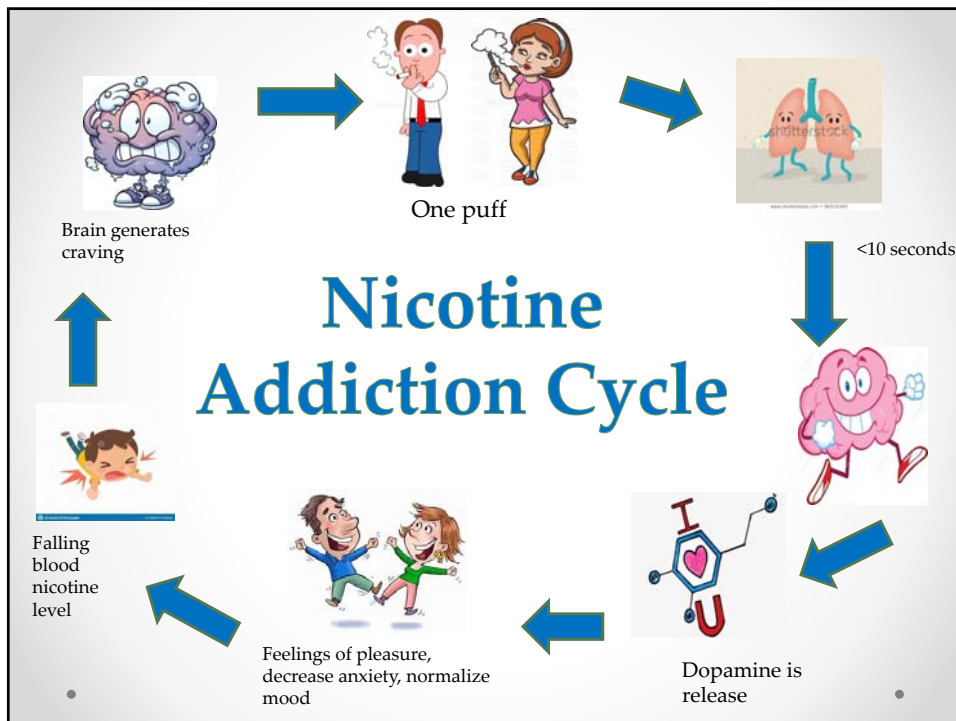 Nicotine
Addiction Cycle
One puff
shutterstock
<10 seconds
I
U
Dopamine is
release
Feelings of pleasure,
decrease anxiety, normalize
mood
Falling
blood
nicotine
level
Brain generates
craving